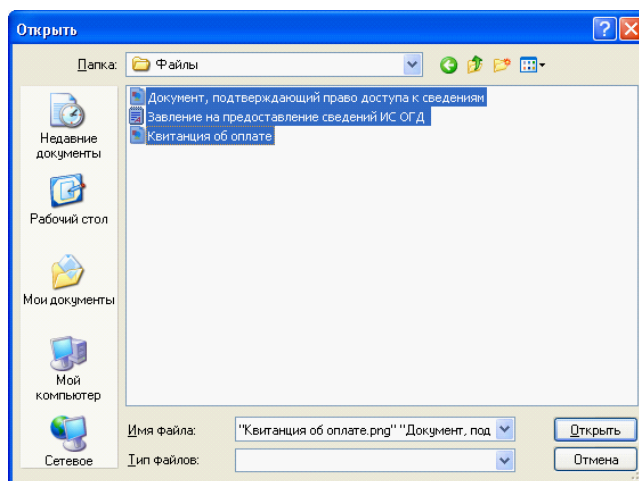 Открыть
Папка:
Файлы
Недавние
документы
Рабочий стол
Мои документы
Мой
компьютер
Сетевое
Документ, подтверждающий право доступа к сведениям
Завление на предоставление сведений ИС ОГД
Квитанция об оплате
Имя файла:
"Квитанция об оплате.png" "Документ, под
Открыть
Тип файлов:
Отмена